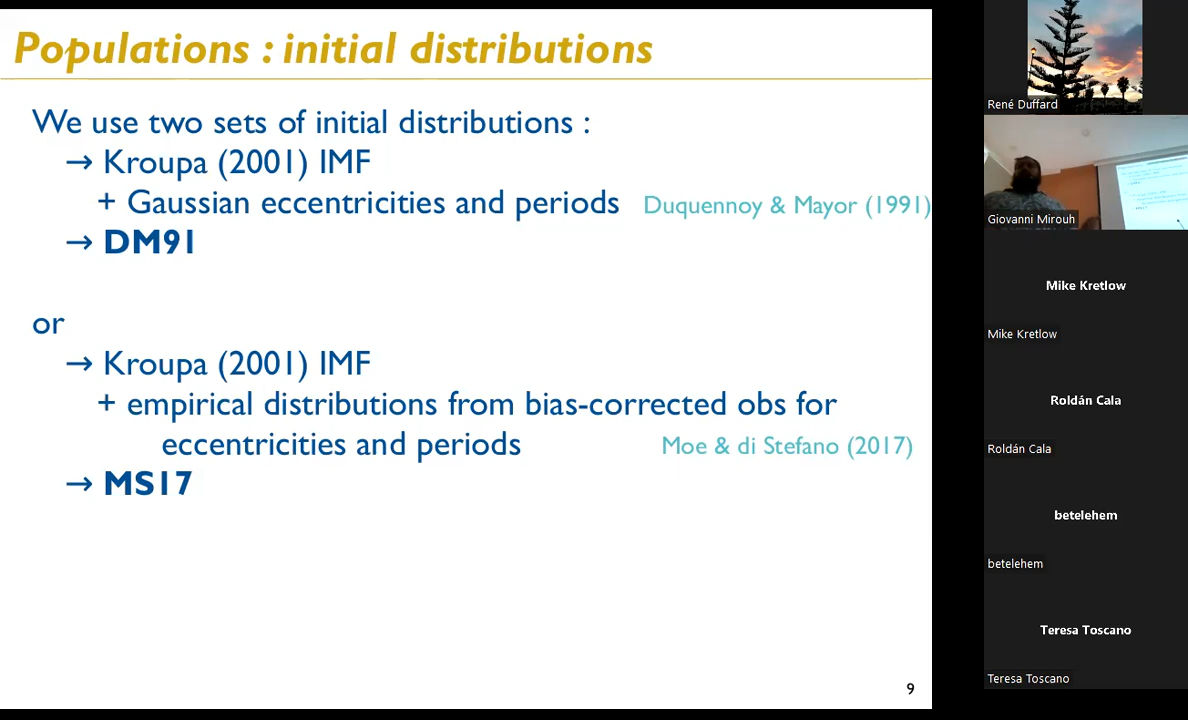 Populations : initial distributions
We use two sets of initial distributions :
→ Kroupa (2001) IMF
+ Gaussian eccentricities and periods Duquennoy & Mayor (1991)
→ DM91
or
→ Kroupa (2001) IMF
+ empirical distributions from bias-corrected obs for
eccentricities and periods Moe & di Stefano (2017)
→ MS17
9
René Duffard
Giovanni Mirouh
Mike Kretlow
Mike Kretlow
Roldán Cala
Roldán Cala
betelehem
betelehem
Teresa Toscano
Teresa Toscano